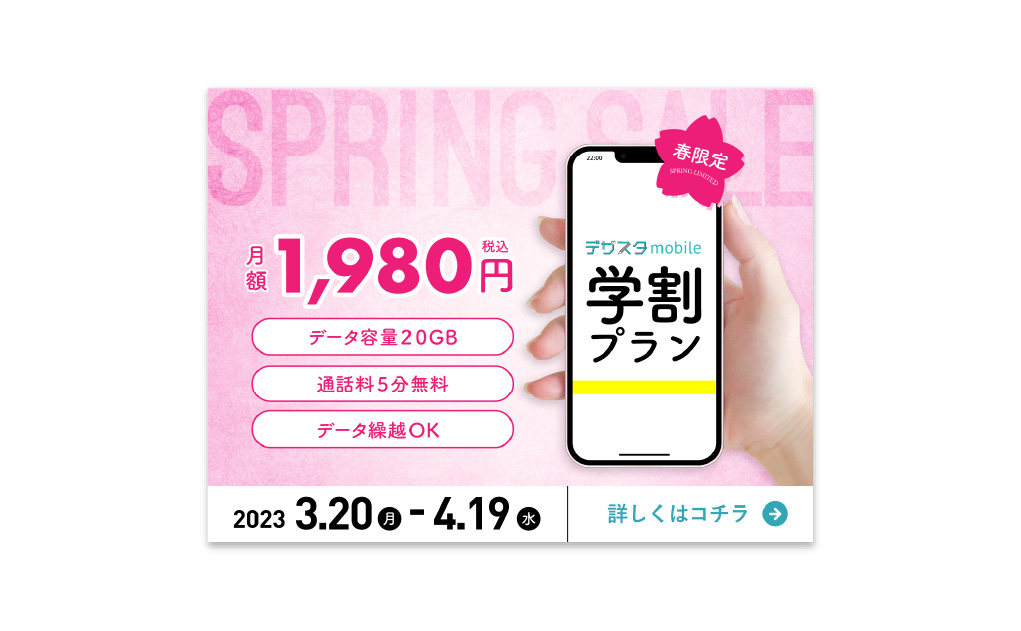 SPRING SALE
春限定
SPRING LIMITED
22:00
月額 1,980円 税込
デザスタmobile
学割
プラン
データ容量20GB
通話料5分無料
データ繰越OK
2023 3.20 月 - 4.19 水
詳しくはコチラ